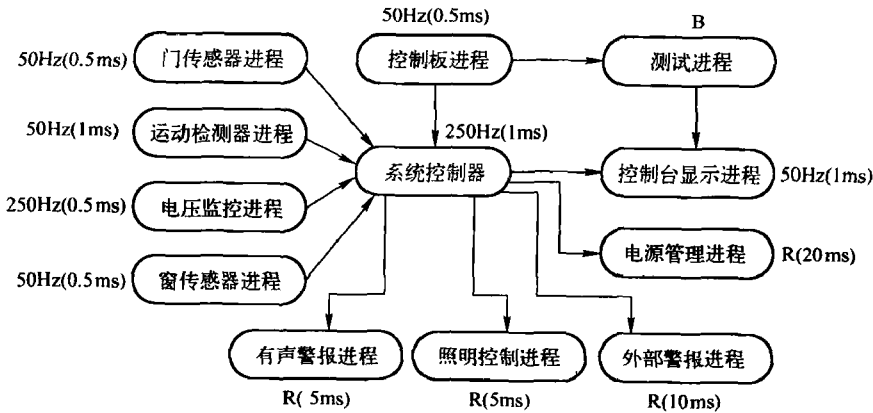 50Hz(0.5ms)
B
50Hz(0.5ms)
门传感器进程
控制板进程
测试进程
50Hz(1ms)
运动检测器进程
250Hz(1ms)
系统控制器
控制台显示进程
50Hz(1ms)
250Hz(0.5ms)
电压监控进程
电源管理进程
R(20ms)
50Hz(0.5ms)
窗传感器进程
有声警报进程
照明控制进程
外部警报进程
R( 5ms)
R(5ms)
R(10ms)